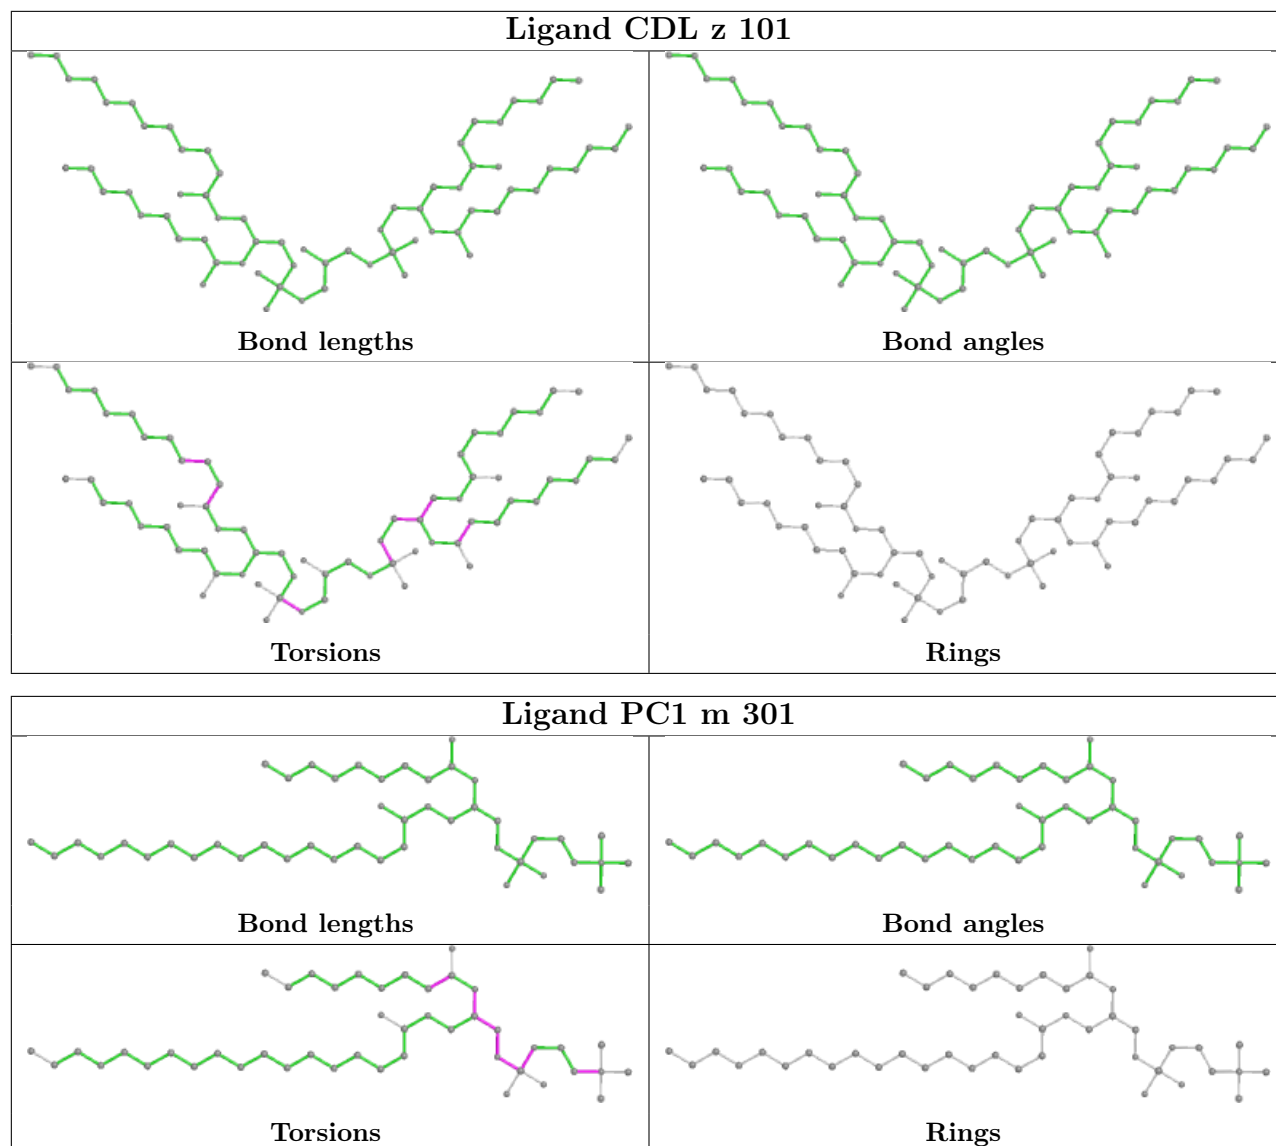 Ligand CDL z 101
Bond lengths
Bond angles
Torsions
Rings
Ligand PC1 m 301
Bond lengths
Bond angles
Torsions
Rings